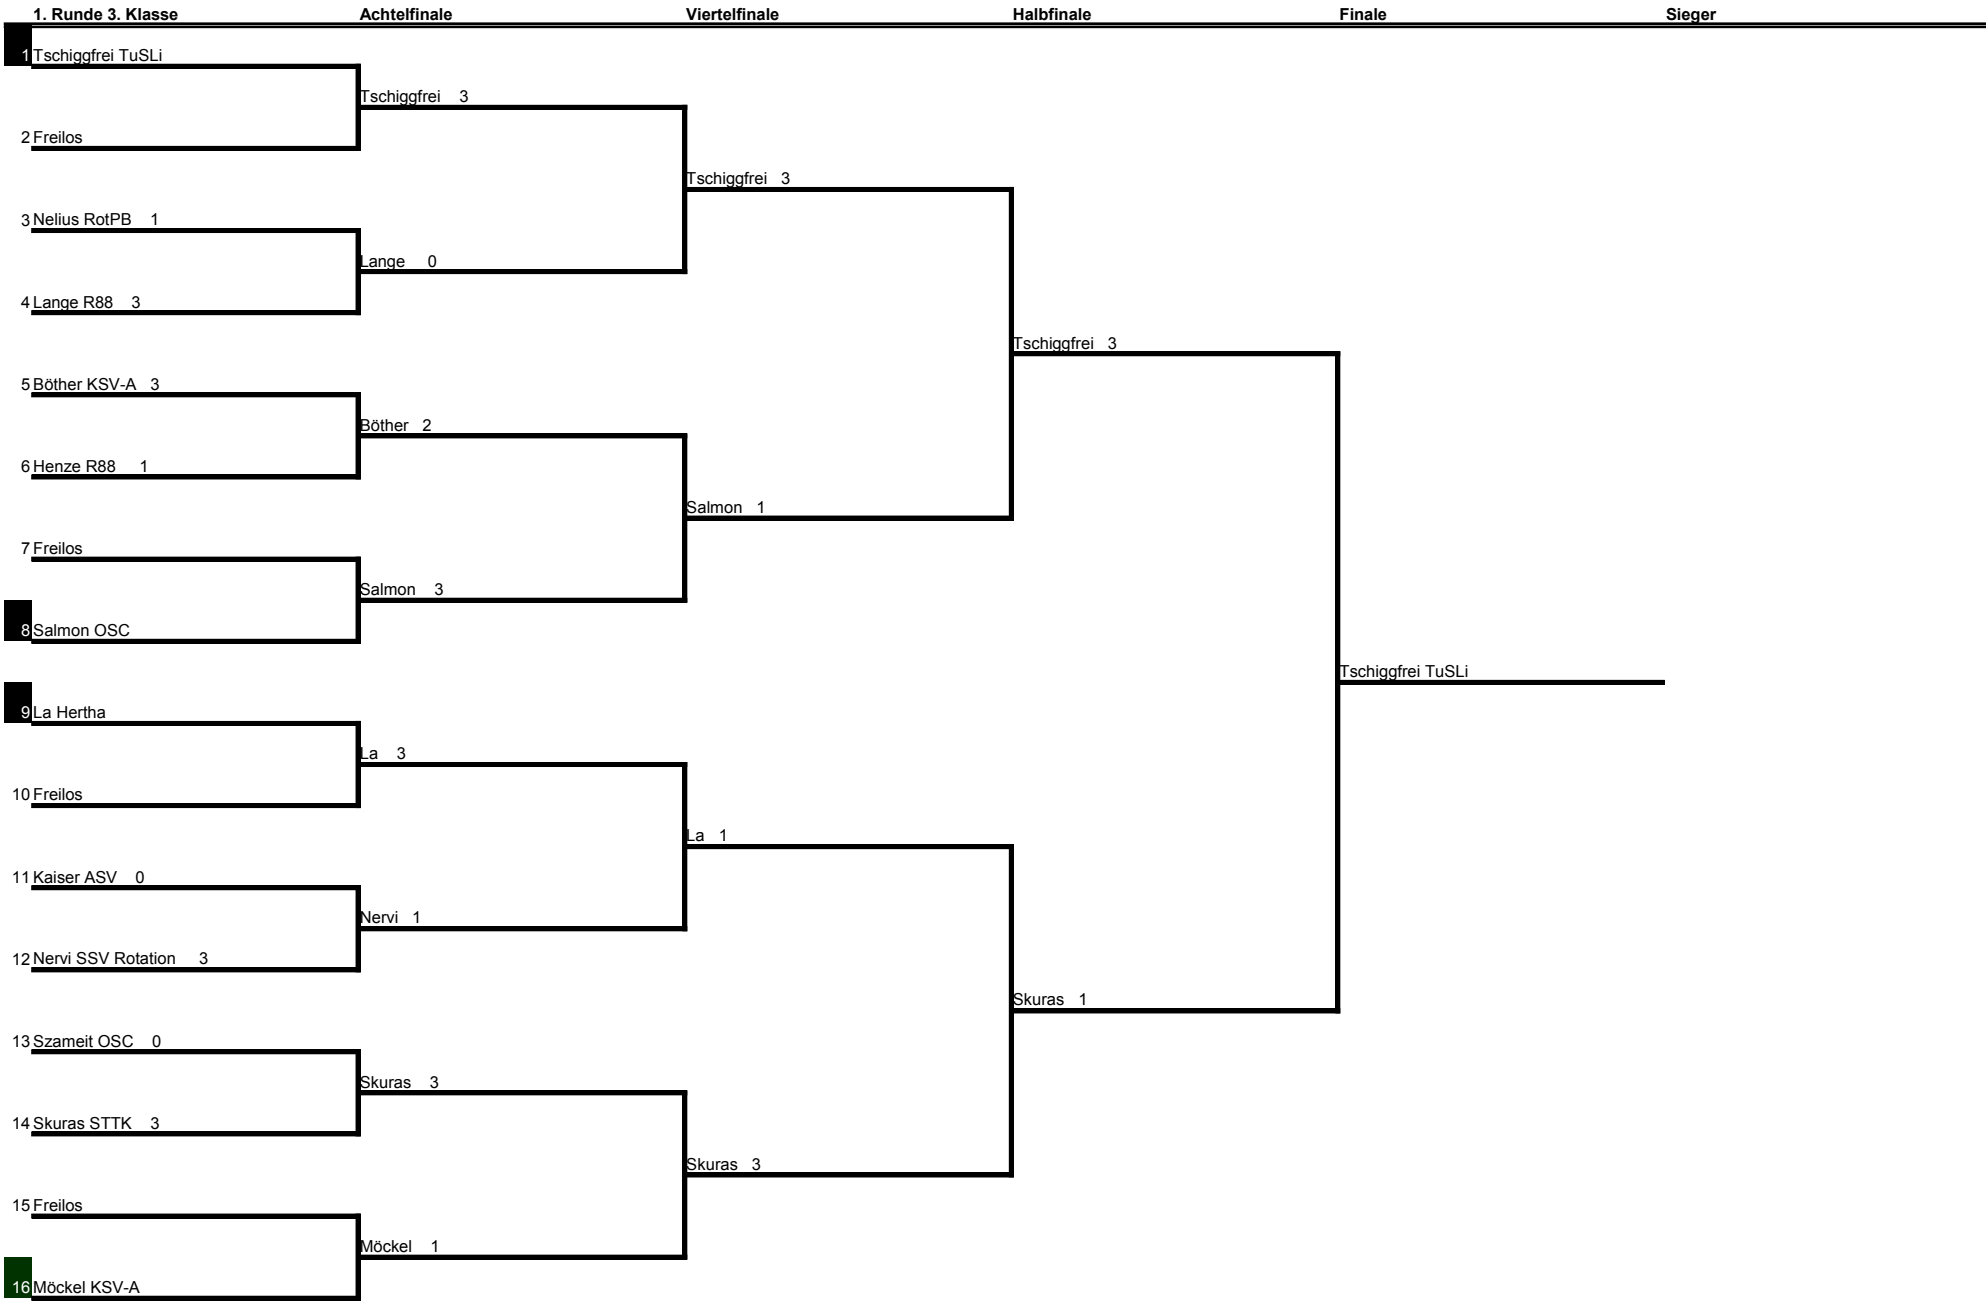 1. Runde 3. Klasse Achtelfinale Viertelfinale Halbfinale Finale Sieger
1 Tschiggfrei TuSLi
Tschiggfrei 3
2 Freilos
Tschiggfrei 3
3 Nelius RotPB 1
Lange 0
4 Lange R88 3
Tschiggfrei 3
5 Böther KSV-A 3
Böther 2
6 Henze R88 1
Salmon 1
7 Freilos
Salmon 3
8 Salmon OSC
Tschiggfrei TuSLi
9 La Hertha
La 3
10 Freilos
La 1
11 Kaiser ASV 0
Nervi 1
12 Nervi SSV Rotation 3
Skuras 1
13 Szameit OSC 0
Skuras 3
14 Skuras STTK 3
Skuras 3
15 Freilos
Möckel 1
16 Möckel KSV-A